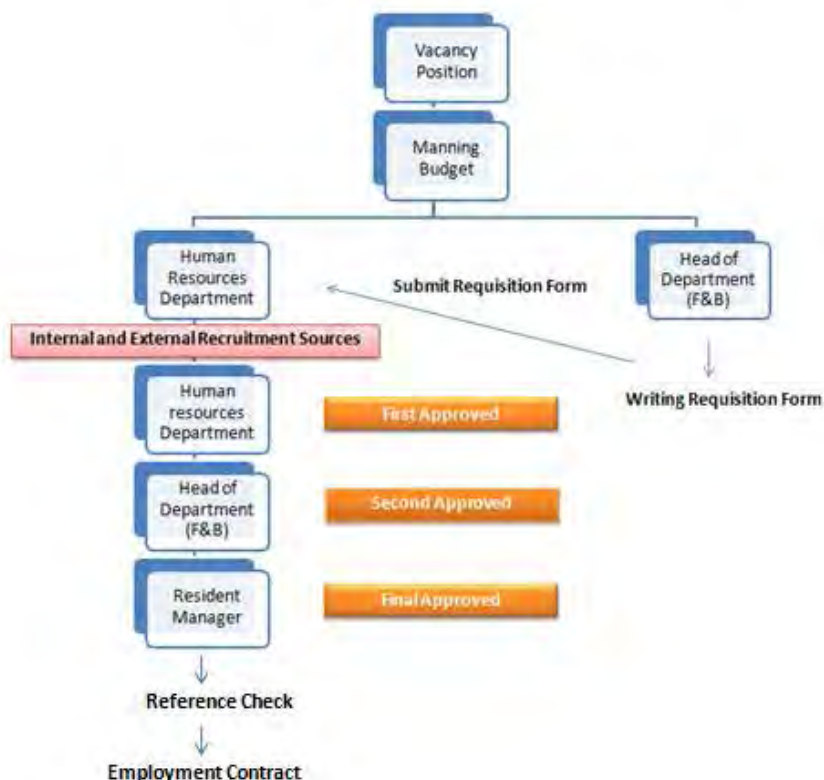 Vacancy
Position
Manning
Budget
Human
Resources
Department
Submit Requisition Form
Head of
Department
(F&B)
Internal and External Recruitment Sources
Writing Requisition Form
Human
resources
Department
First Approved
Head of
Department
(F&B)
Second Approved
Resident
Manager
Final Approved
Reference Check
Employment Contract